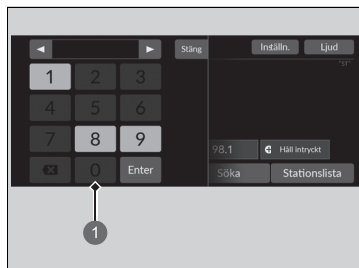 Stäng
Inställn.
Ljud
"ST"
1 2 3
4 5 6
7 8 9
0 Enter
98.1
Håll intryckt
Söka
Stationslista
1